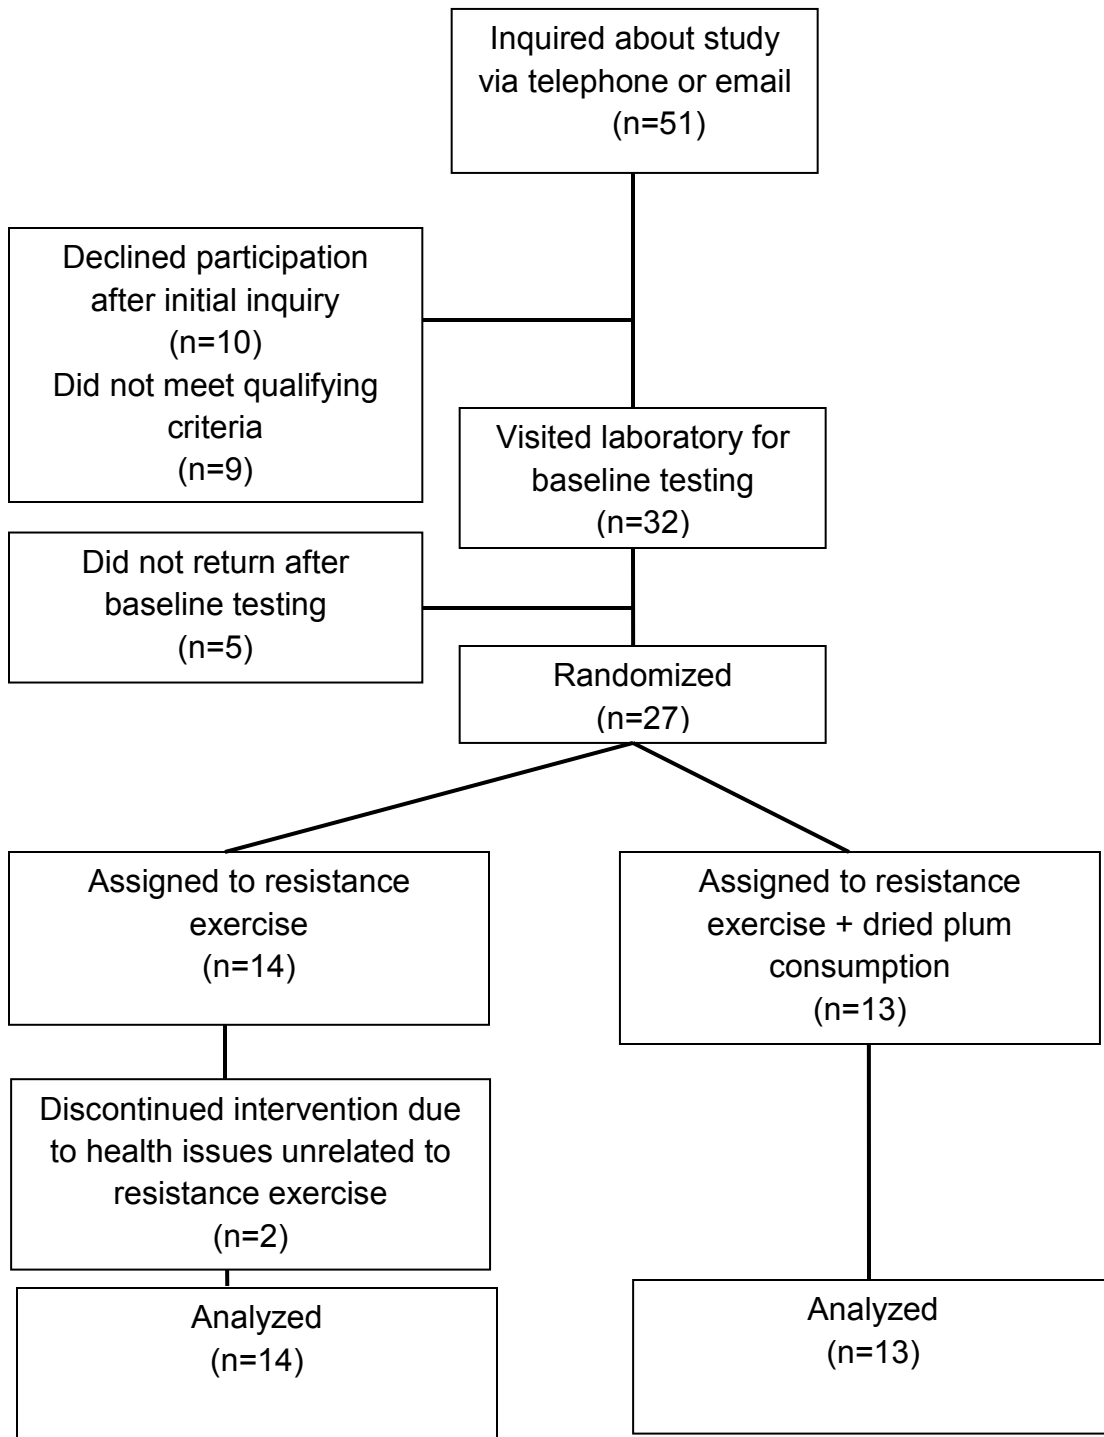 Inquired about study
via telephone or email
(n=51)
Declined participation
after initial inquiry
(n=10)
Did not meet qualifying
criteria
(n=9)
Visited laboratory for
baseline testing
(n=32)
Did not return after
baseline testing
(n=5)
Randomized
(n=27)
Assigned to resistance
exercise
(n=14)
Assigned to resistance
exercise + dried plum
consumption
(n=13)
Discontinued intervention due
to health issues unrelated to
resistance exercise
(n=2)
Analyzed
(n=14)
Analyzed
(n=13)